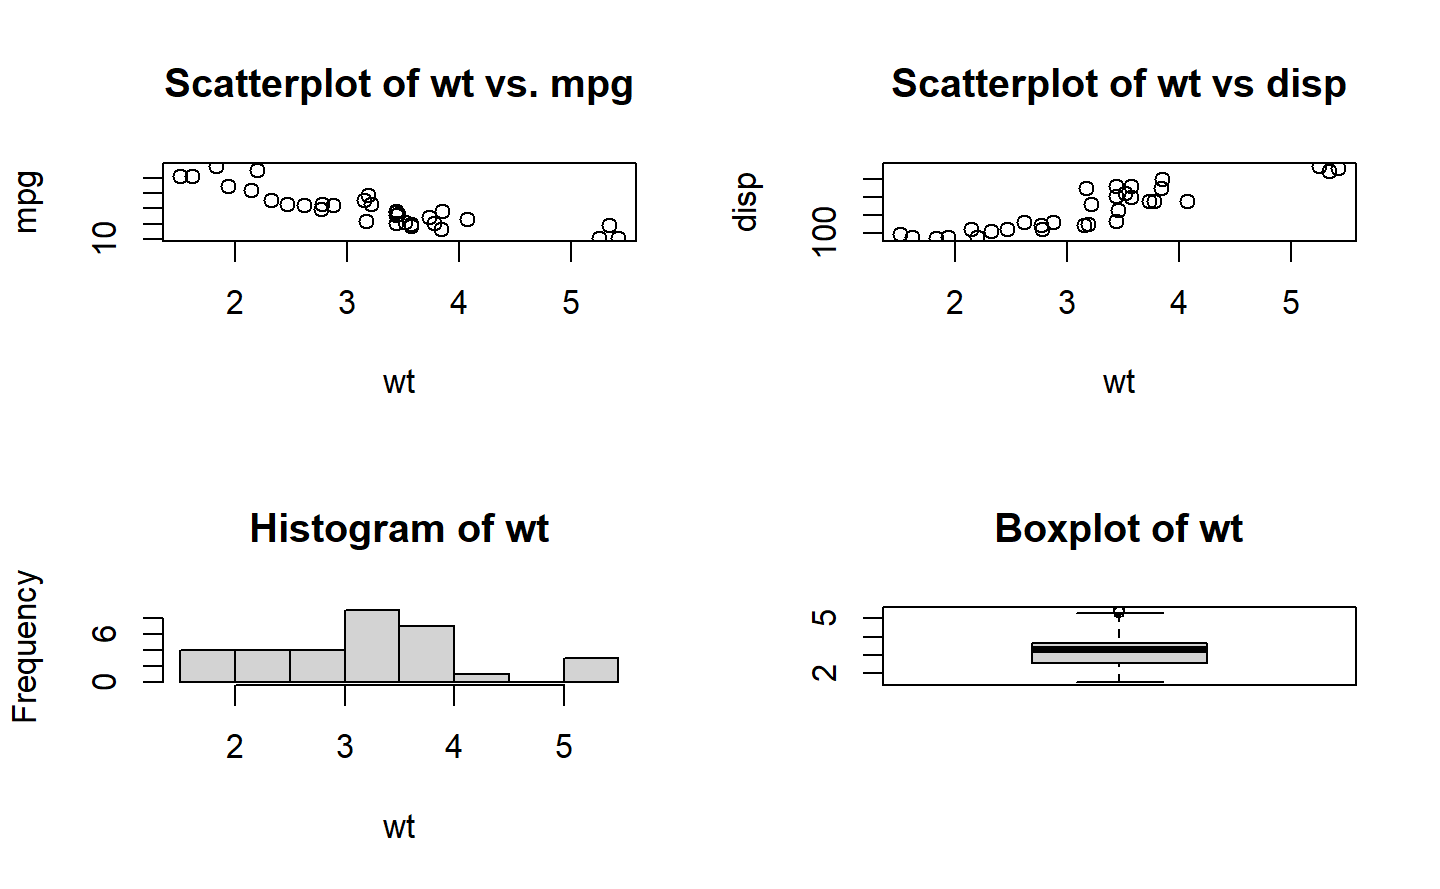 Scatterplot of wt vs. mpg
mpg
10
2 3 4 5
wt
Scatterplot of wt vs disp
disp
100
2 3 4 5
wt
Histogram of wt
Frequency
6
0
2 3 4 5
wt
Boxplot of wt
5
2